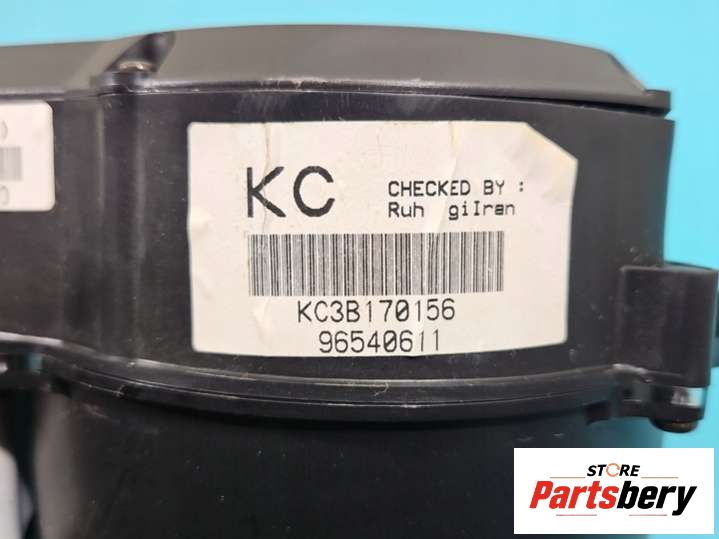 KC
CHECKED BY :
Ruh giIran
KC3B170156
96540611
STORE
Partsbery